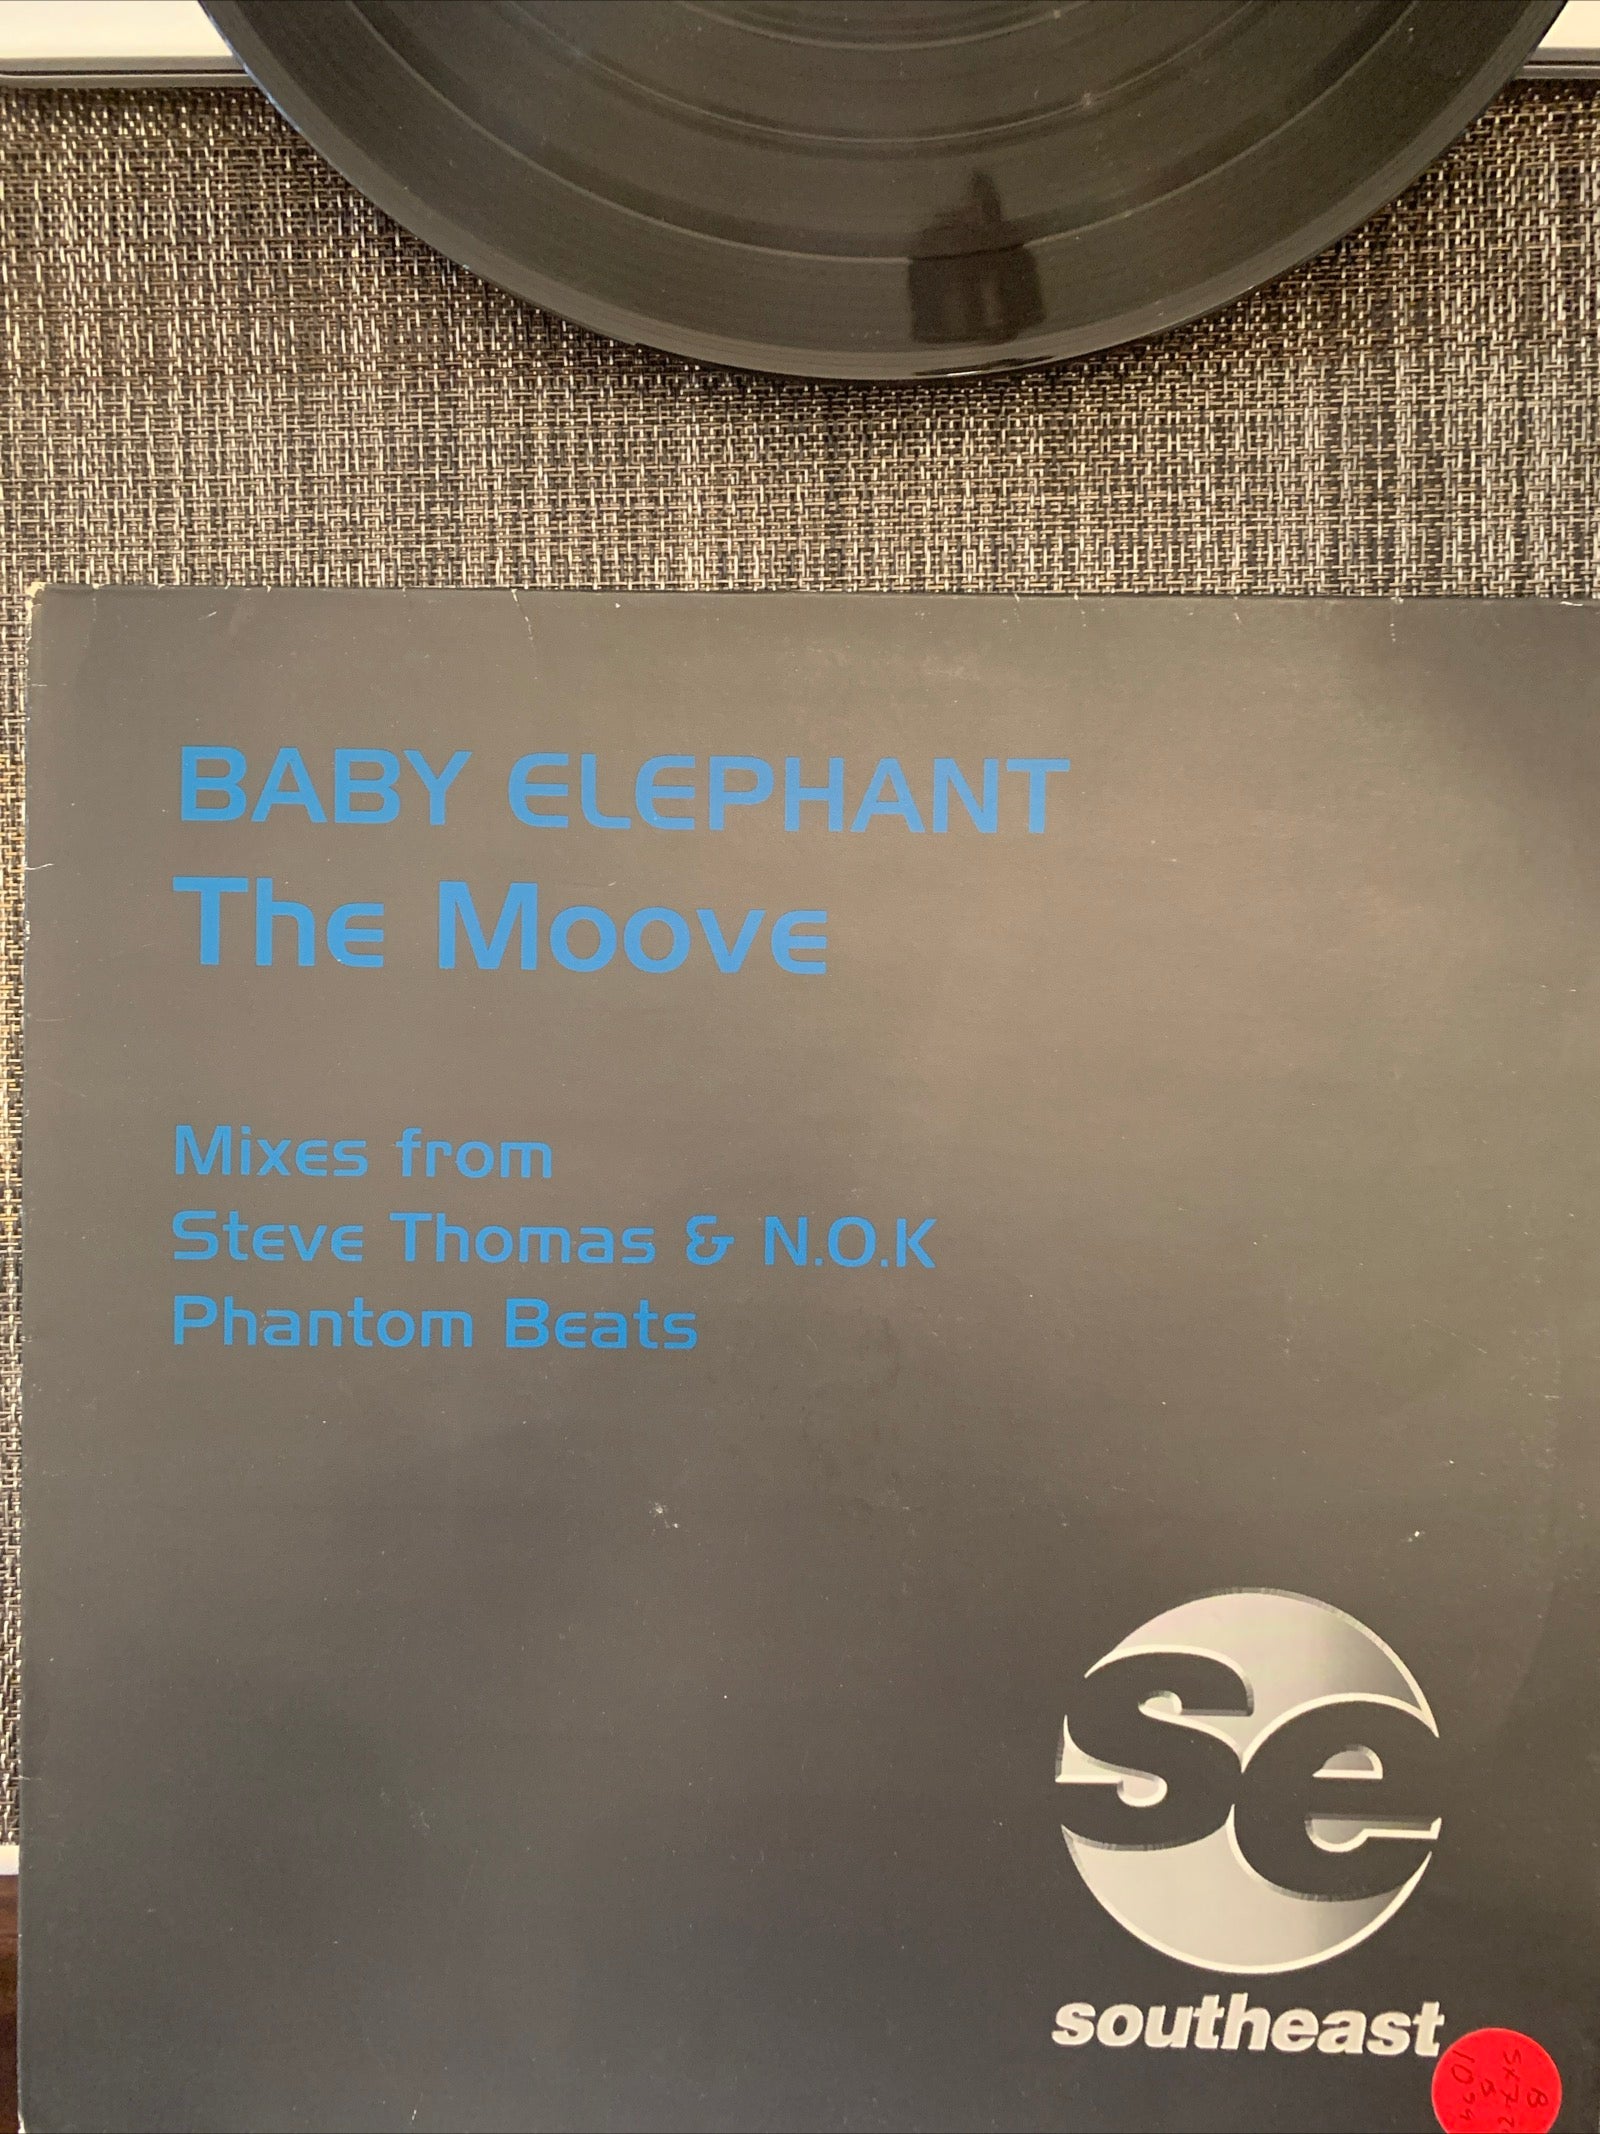 BABY ELEPHANT
The Moove
Mixes from
Steve Thomas & N.O.K
Phantom Beats
se
southeast
B